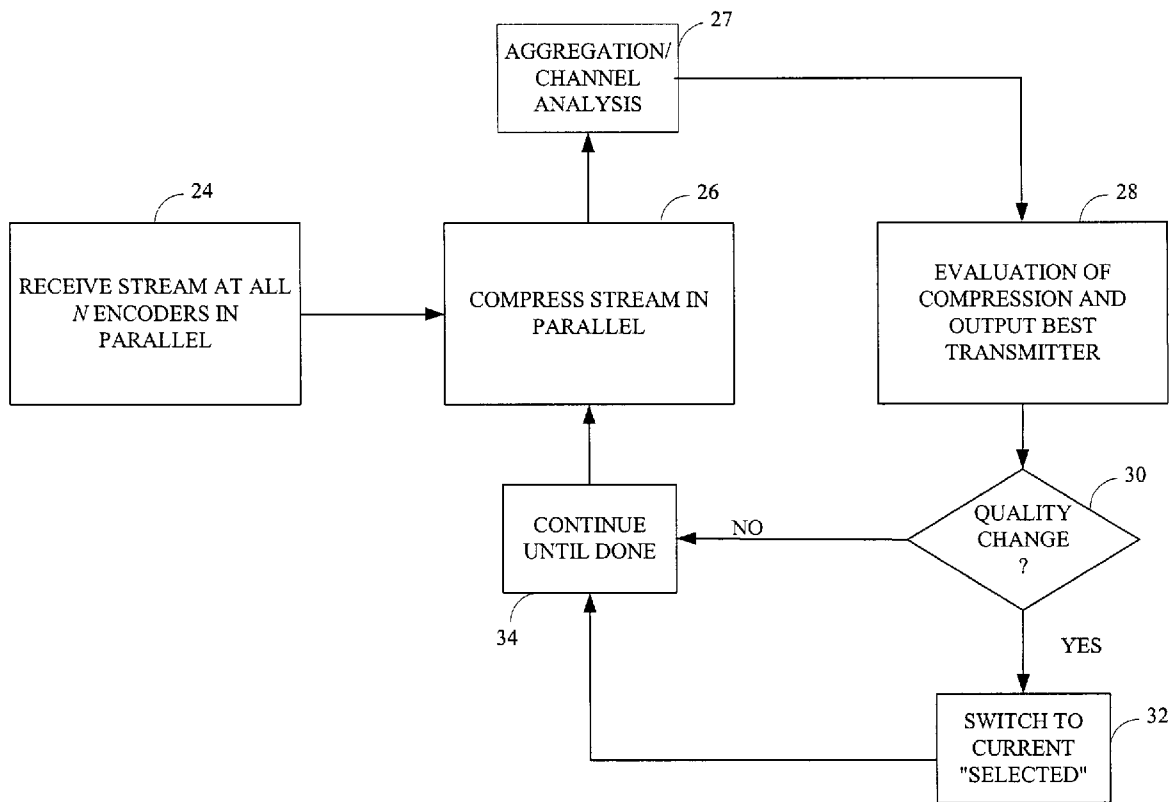 27
AGGREGATION/
CHANNEL
ANALYSIS
24
RECEIVE STREAM AT ALL
N ENCODERS IN
PARALLEL
26
COMPRESS STREAM IN
PARALLEL
28
EVALUATION OF
COMPRESSION AND
OUTPUT BEST
TRANSMITTER
30
QUALITY
CHANGE
?
NO
YES
CONTINUE
UNTIL DONE
34
32
SWITCH TO
CURRENT
"SELECTED"